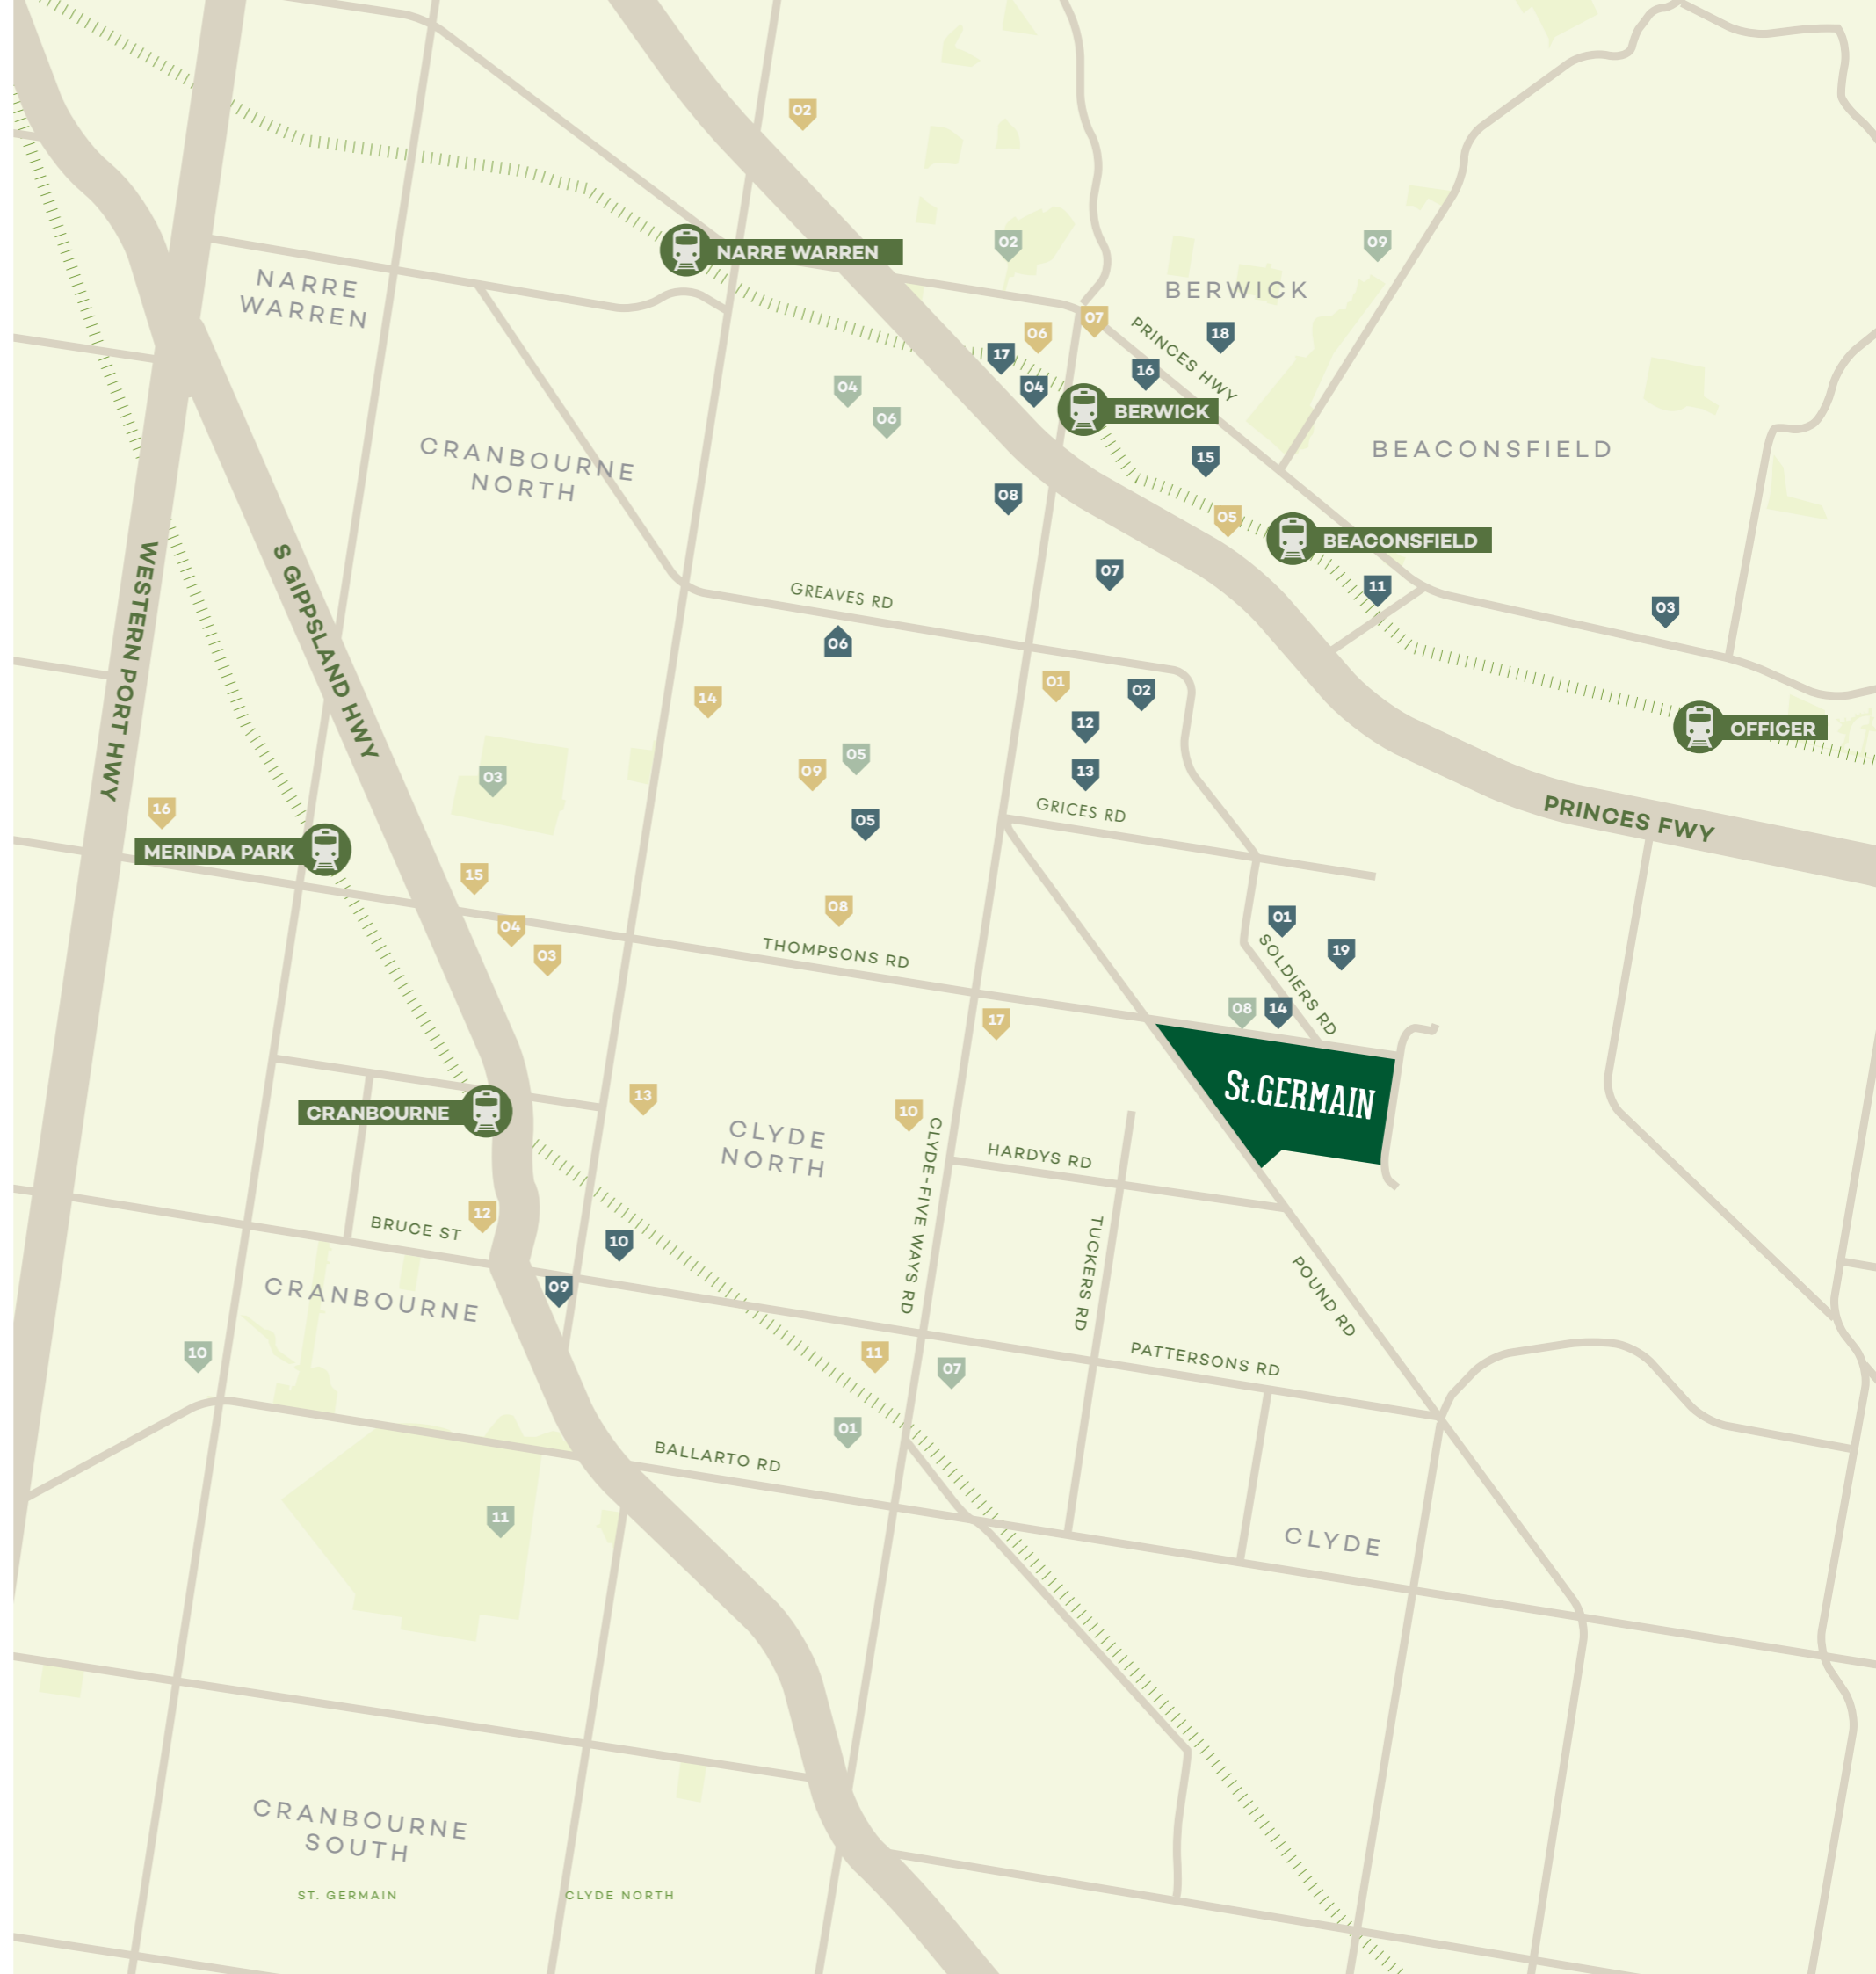 02
NARRE WARREN
02
09
NARRE
WARREN
BERWICK
07
PRINCES HWY
06
18
17
16
04
04
BERWICK
06
CRANBOURNE
NORTH
BEACONSFIELD
15
08
05
BEACONSFIELD
WESTERN PORT HWY
S GIPPSLAND HWY
07
11
GREAVES RD
03
06
01
02
14
12
OFFICER
05
03
09
13
GRICES RD
PRINCES FWY
16
05
MERINDA PARK
15
08
04
01
THOMPSONS RD
03
19
SOLDIERS RD
17
08
14
St.GERMAIN
13
10
CRANBOURNE
CLYDE
NORTH
CLYDE-FIVE WAYS RD
HARDYS RD
12
BRUCE ST
10
TUCKERS RD
09
CRANBOURNE
POUND RD
10
11
07
PATTERSONS RD
01
BALLARTO RD
11
CLYDE
CRANBOURNE
SOUTH
ST. GERMAIN
CLYDE NORTH